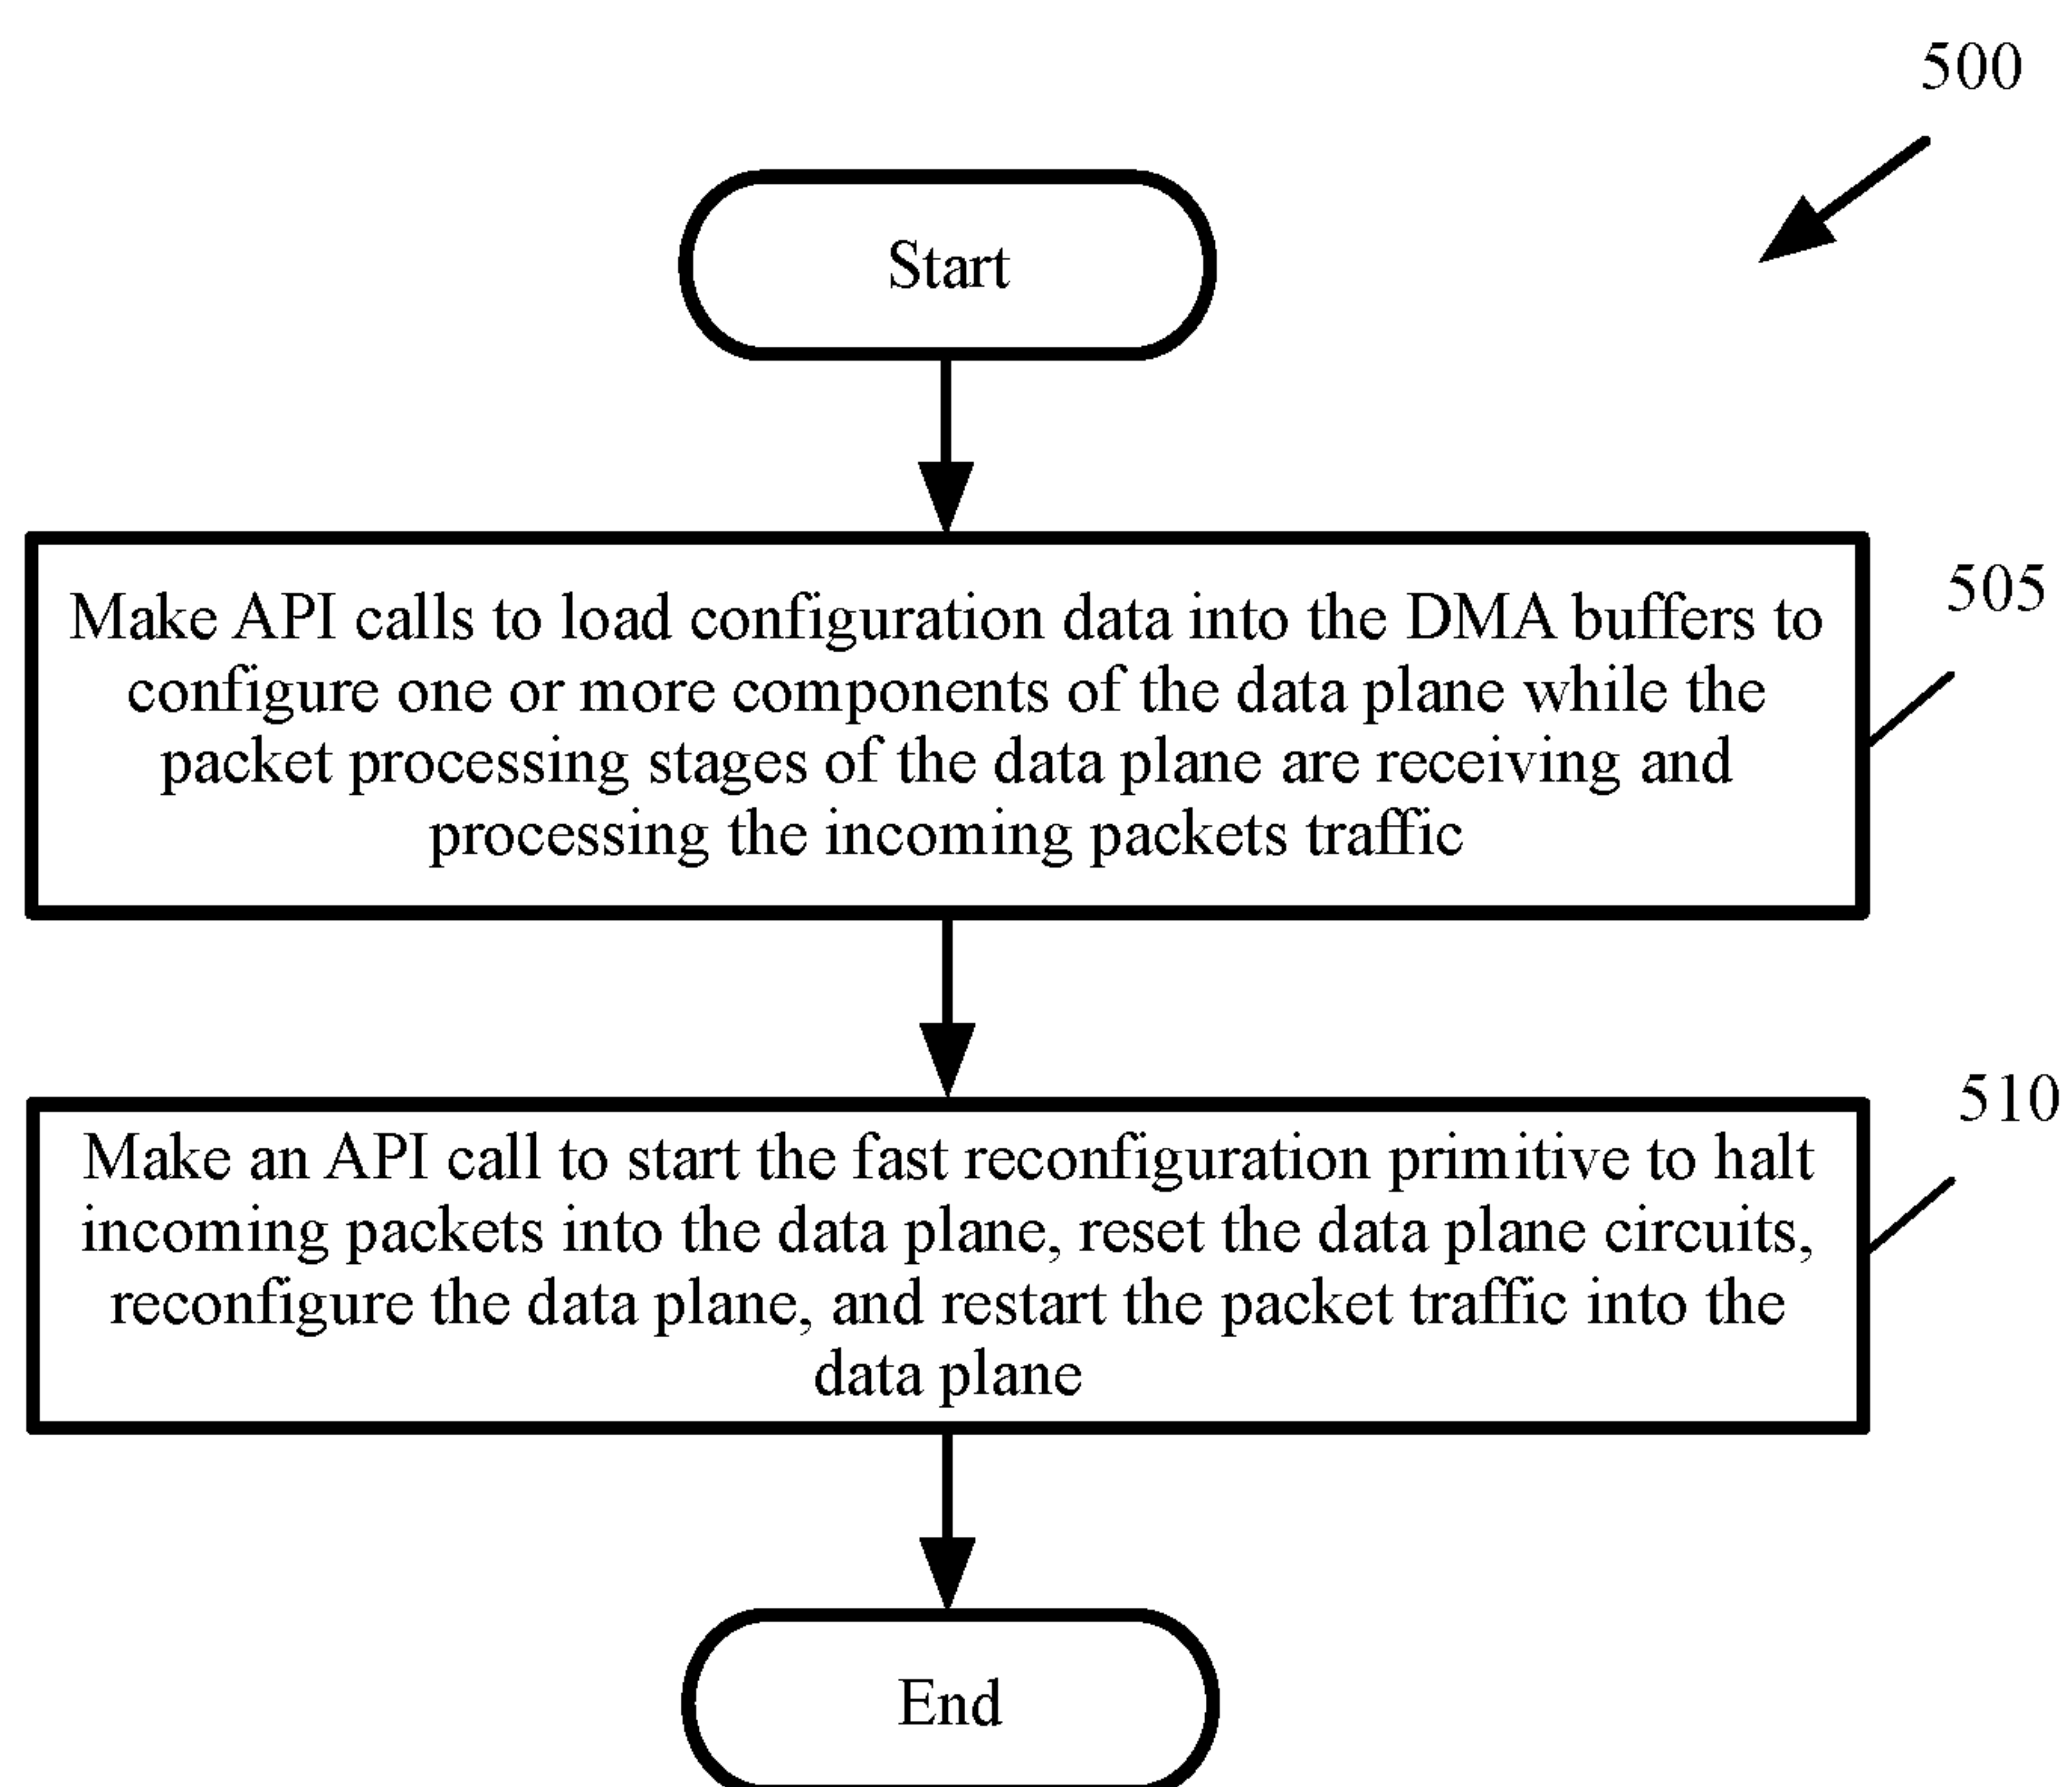 500
Start
Make API calls to load configuration data into the DMA buffers to
configure one or more components of the data plane while the
packet processing stages of the data plane are receiving and
processing the incoming packets traffic
505
Make an API call to start the fast reconfiguration primitive to halt
incoming packets into the data plane, reset the data plane circuits,
reconfigure the data plane, and restart the packet traffic into the
data plane
510
End